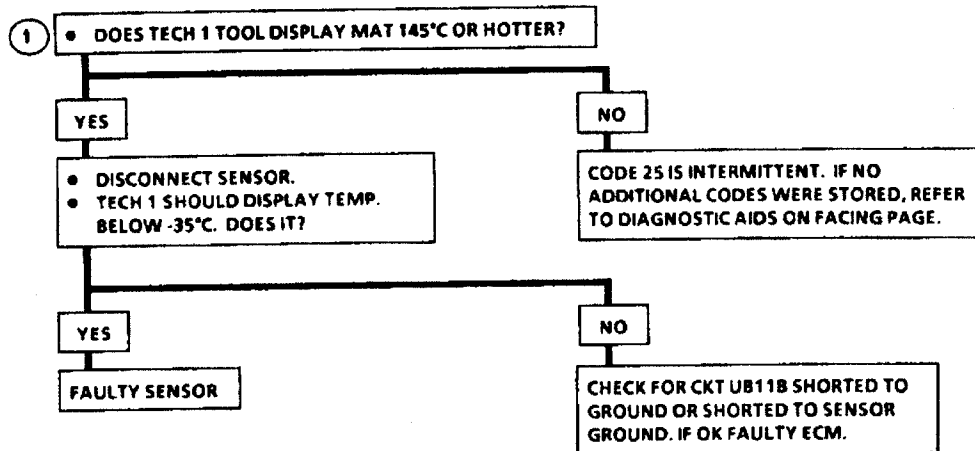 1
• DOES TECH 1 TOOL DISPLAY MAT 145°C OR HOTTER?
YES
NO
• DISCONNECT SENSOR.
• TECH 1 SHOULD DISPLAY TEMP.
BELOW -35°C. DOES IT?
CODE 25 IS INTERMITTENT. IF NO
ADDITIONAL CODES WERE STORED, REFER
TO DIAGNOSTIC AIDS ON FACING PAGE.
YES
NO
FAULTY SENSOR
CHECK FOR CKT UB11B SHORTED TO
GROUND OR SHORTED TO SENSOR
GROUND. IF OK FAULTY ECM.